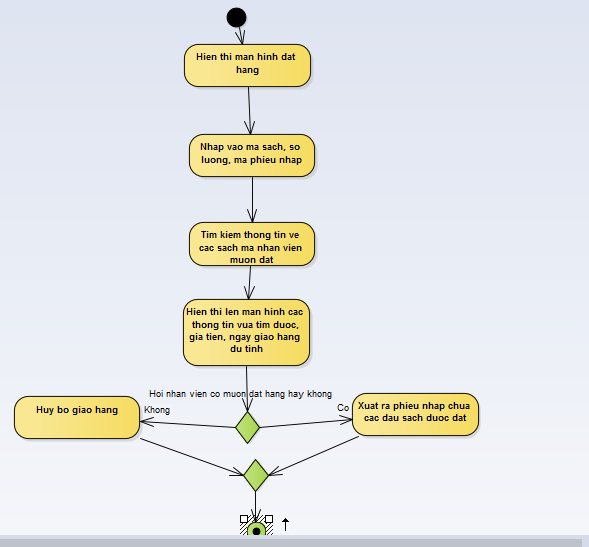 Hien thi man hinh dat
hang
Nhap vao ma sach, so
luong, ma phieu nhap
Tim kiem thong tin ve
cac sach ma nhan vien
muon dat
Hien thi len man hinh cac
thong tin vua tim duoc,
gia tien, ngay giao hang
du tinh
Hoi nhan vien co muon dat hang hay khong
Huy bo giao hang
Khong
Co
Xuat ra phieu nhap chua
cac dau sach duoc dat